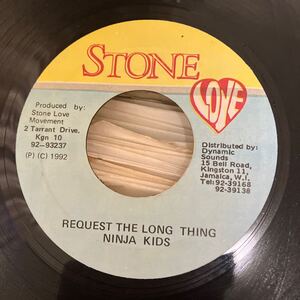 STONE
LOVE
Produced by:
Stone Love
Movement
2 Tarrant Drive.
Kgn 10
92-93237
(P) (C) 1992
Distributed by:
Dynamic
Sounds
15 Bell Road,
Kingston 11,
Jamaica, W.I.
Tel: 92-39168
92-39138
REQUEST THE LONG THING
NINJA KIDS